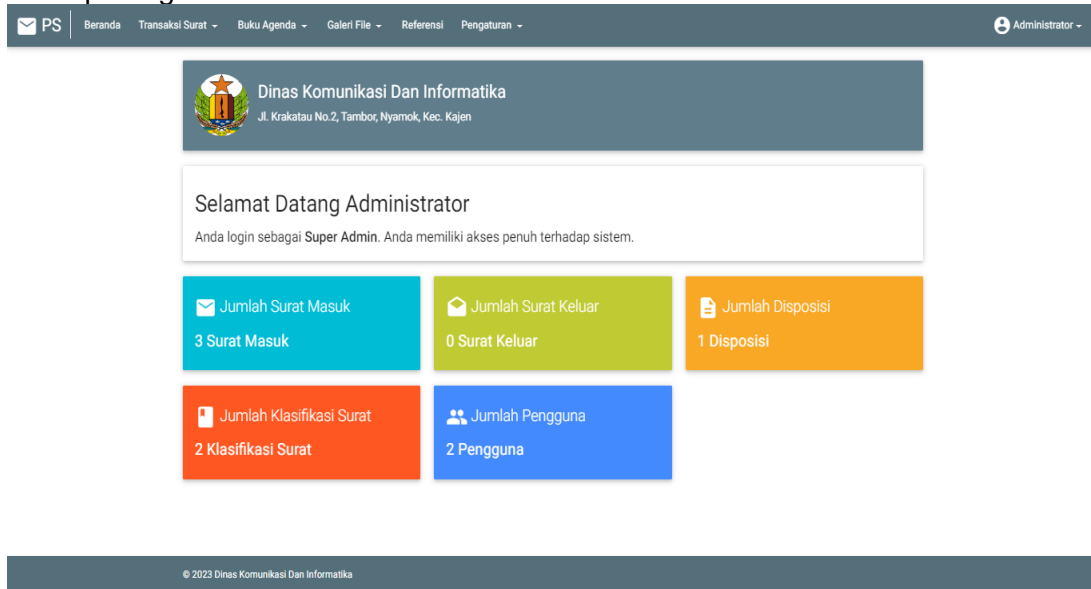 PS Beranda Transaksi Surat Buku Agenda Galeri File Referensi Pengaturan Administrator
Dinas Komunikasi Dan Informatika
Jl. Krakatau No.2, Tambor, Nyamok, Kec. Kajen
Selamat Datang Administrator
Anda login sebagai Super Admin. Anda memiliki akses penuh terhadap sistem.
Jumlah Surat Masuk
3 Surat Masuk
Jumlah Surat Keluar
0 Surat Keluar
Jumlah Disposisi
1 Disposisi
Jumlah Klasifikasi Surat
2 Klasifikasi Surat
Jumlah Pengguna
2 Pengguna
© 2023 Dinas Komunikasi Dan Informatika